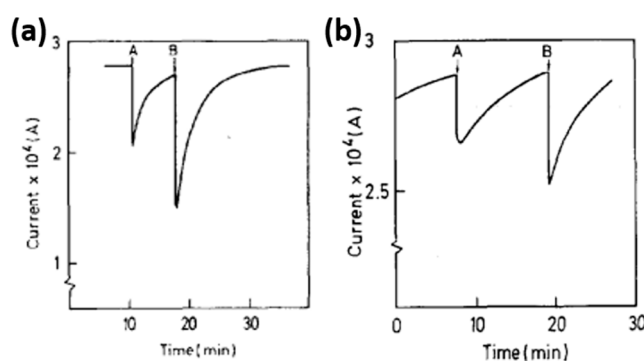 (a)
3
2
1
Current x 10⁴ (A)
A
B
10
20
30
Time(min)
(b)
3
2.5
Current x 10⁴ (A)
A
B
0
10
20
30
Time(min)